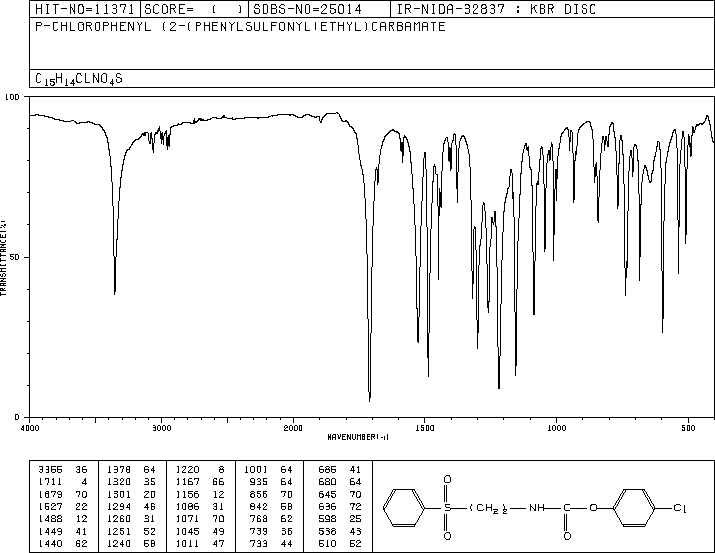 HIT-NO=11371 SCORE= ( ) SDBS-NO=25014 IR-NIDA-32837 : KBR DISC
P-CHLOROPHENYL (2-(PHENYLSULFONYL)ETHYL)CARBAMATE
C15H14CLNO4S
100
50
0
TRANSMITTANCE(%)
4000 3000 2000 1500 1000 500
WAVENUMBER(-1)
3355 36 1378 64 1220 8 1001 64 686 41
1711 4 1320 35 1167 66 935 64 680 64
1679 70 1301 20 1156 12 855 70 645 70
1527 22 1294 46 1086 31 842 58 636 72
1488 12 1260 31 1071 70 768 62 598 25
1449 41 1251 52 1045 49 739 36 538 43
1440 62 1240 58 1011 47 733 44 510 52
O
S (CH2)2 NH C O Cl
O O